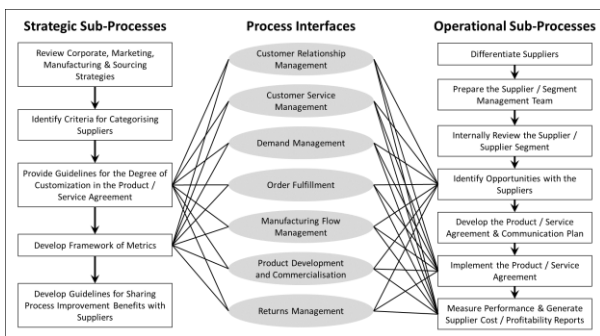 Strategic Sub-Processes
Review Corporate, Marketing,
Manufacturing & Sourcing
Strategies
Identify Criteria for Categorising
Suppliers
Provide Guidelines for the Degree of
Customization in the Product /
Service Agreement
Develop Framework of Metrics
Develop Guidelines for Sharing
Process Improvement Benefits with
Suppliers
Process Interfaces
Customer Relationship
Management
Customer Service
Management
Demand Management
Order Fulfillment
Manufacturing Flow
Management
Product Development
and Commercialisation
Returns Management
Operational Sub-Processes
Differentiate Suppliers
Prepare the Supplier / Segment
Management Team
Internally Review the Supplier /
Supplier Segment
Identify Opportunities with the
Suppliers
Develop the Product / Service
Agreement & Communication Plan
Implement the Product / Service
Agreement
Measure Performance & Generate
Supplier Cost / Profitability Reports